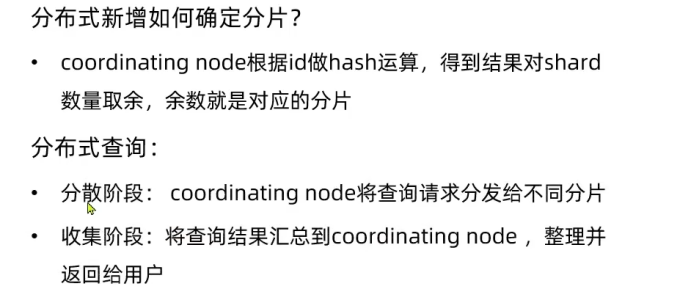 分布式新增如何确定分片？
• coordinating node根据id做hash运算，得到结果对shard
数量取余，余数就是对应的分片
分布式查询：
• 分散阶段： coordinating node将查询请求分发给不同分片
• 收集阶段：将查询结果汇总到coordinating node ，整理并
返回给用户